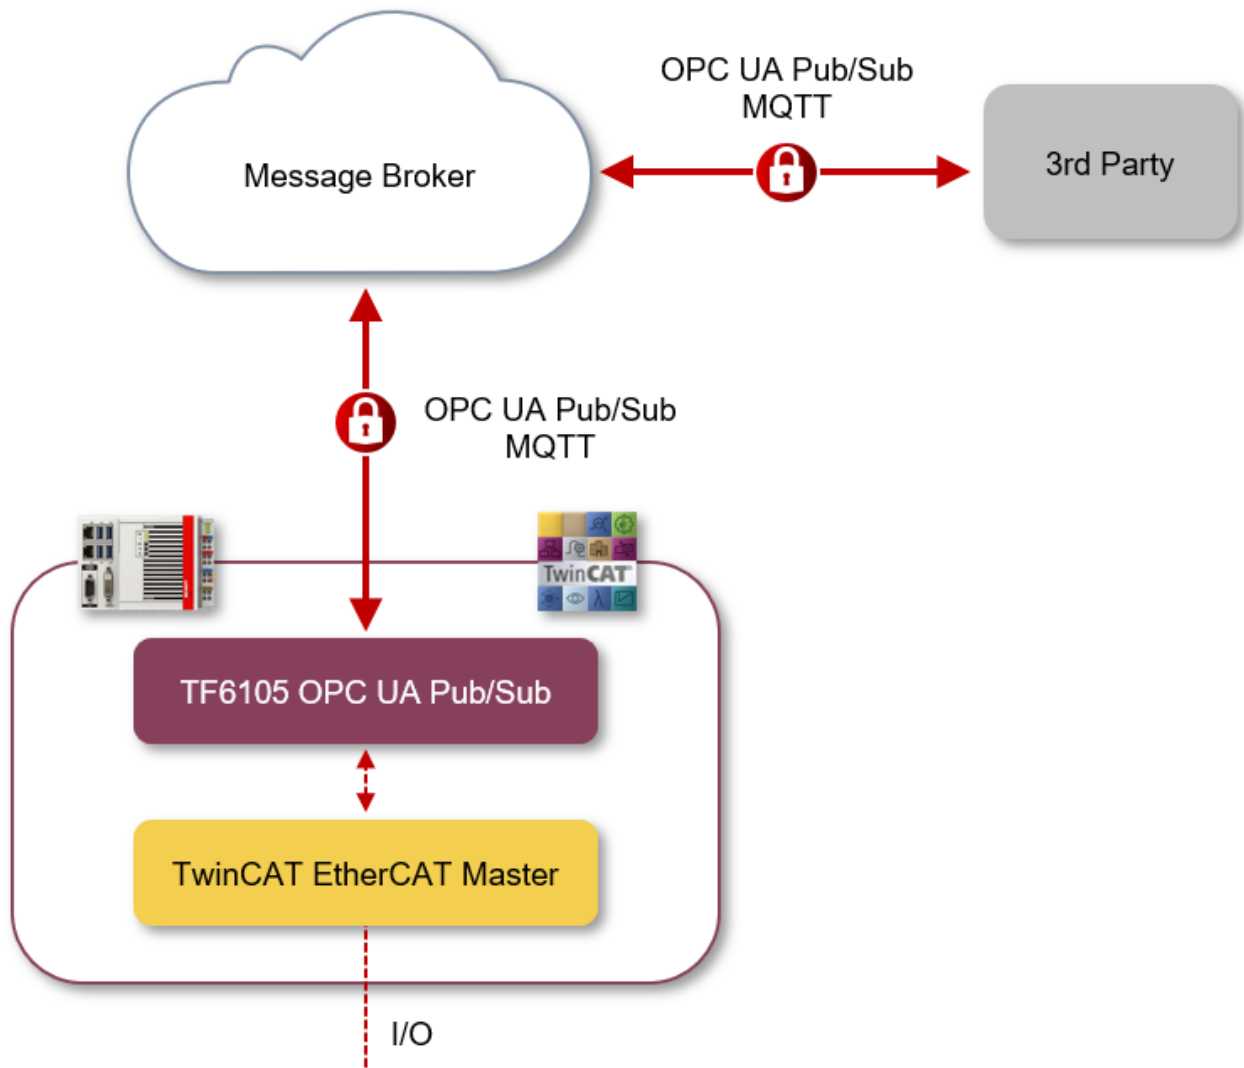 OPC UA Pub/Sub
MQTT
Message Broker
3rd Party
OPC UA Pub/Sub
MQTT
TwinCAT
TF6105 OPC UA Pub/Sub
TwinCAT EtherCAT Master
I/O